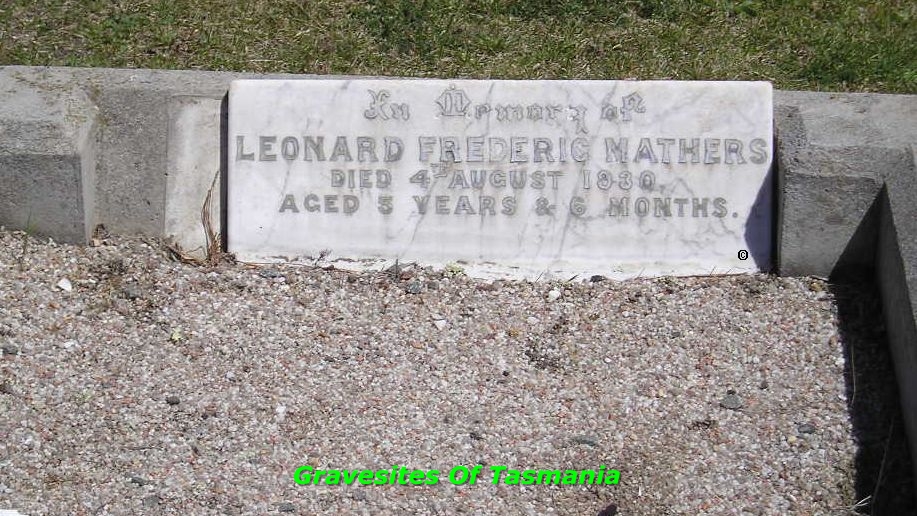 In Memory of
LEONARD FREDERIC MATHERS
DIED 4TH AUGUST 1930.
AGED 5 YEARS & 6 MONTHS.
©
Gravesites Of Tasmania